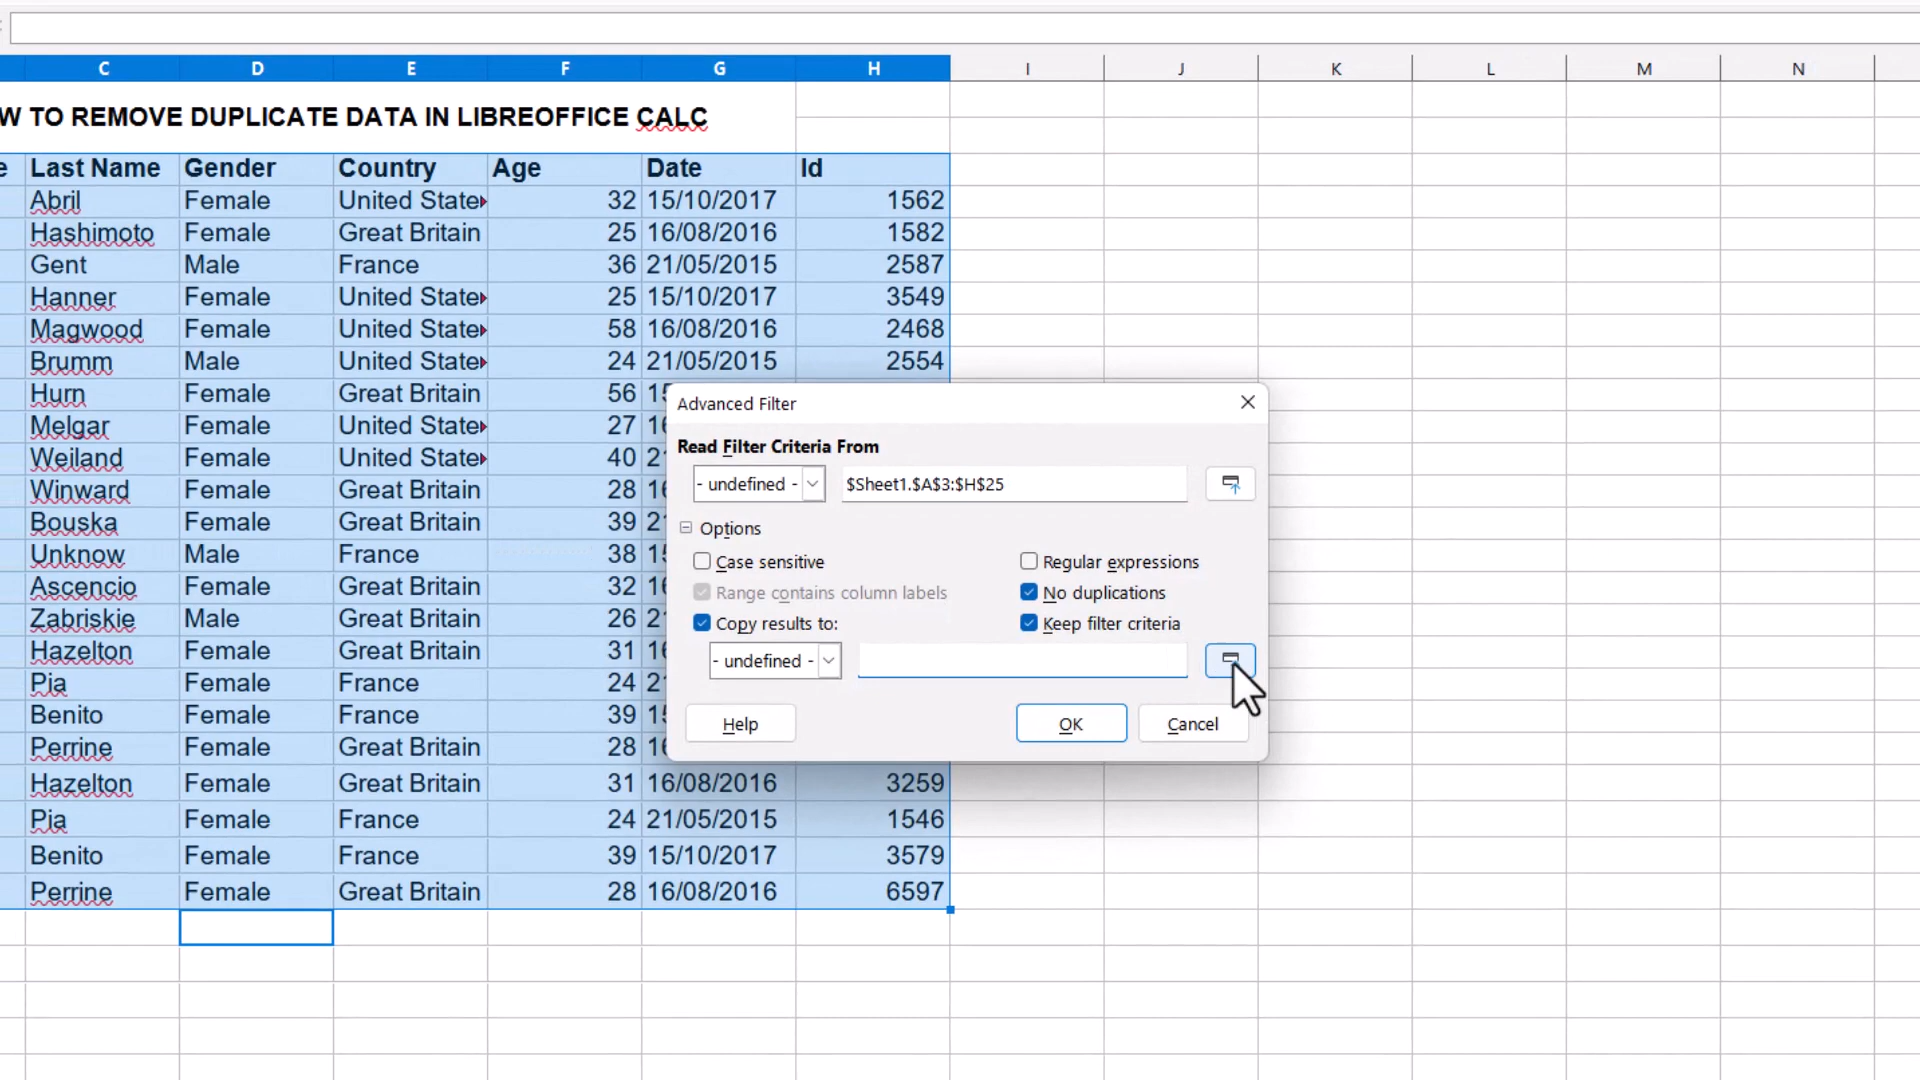 C D E F G H I J K L M N
W TO REMOVE DUPLICATE DATA IN LIBREOFFICE CALC
e Last Name Gender Country Age Date Id
Abril Female United State 32 15/10/2017 1562
Hashimoto Female Great Britain 25 16/08/2016 1582
Gent Male France 36 21/05/2015 2587
Hanner Female United State 25 15/10/2017 3549
Magwood Female United State 58 16/08/2016 2468
Brumm Male United State 24 21/05/2015 2554
Hurn Female Great Britain 56 15
Melgar Female United State 27 16
Weiland Female United State 40 21
Winward Female Great Britain 28 16
Bouska Female Great Britain 39 21
Unknow Male France 38 15
Ascencio Female Great Britain 32 16
Zabriskie Male Great Britain 26 21
Hazelton Female Great Britain 31 16
Pia Female France 24 21
Benito Female France 39 15
Perrine Female Great Britain 28 16
Hazelton Female Great Britain 31 16/08/2016 3259
Pia Female France 24 21/05/2015 1546
Benito Female France 39 15/10/2017 3579
Perrine Female Great Britain 28 16/08/2016 6597
Advanced Filter
Read Filter Criteria From
- undefined - $Sheet1.$A$3:$H$25
Options
Case sensitive Regular expressions
Range contains column labels No duplications
Copy results to: Keep filter criteria
- undefined -
Help OK Cancel